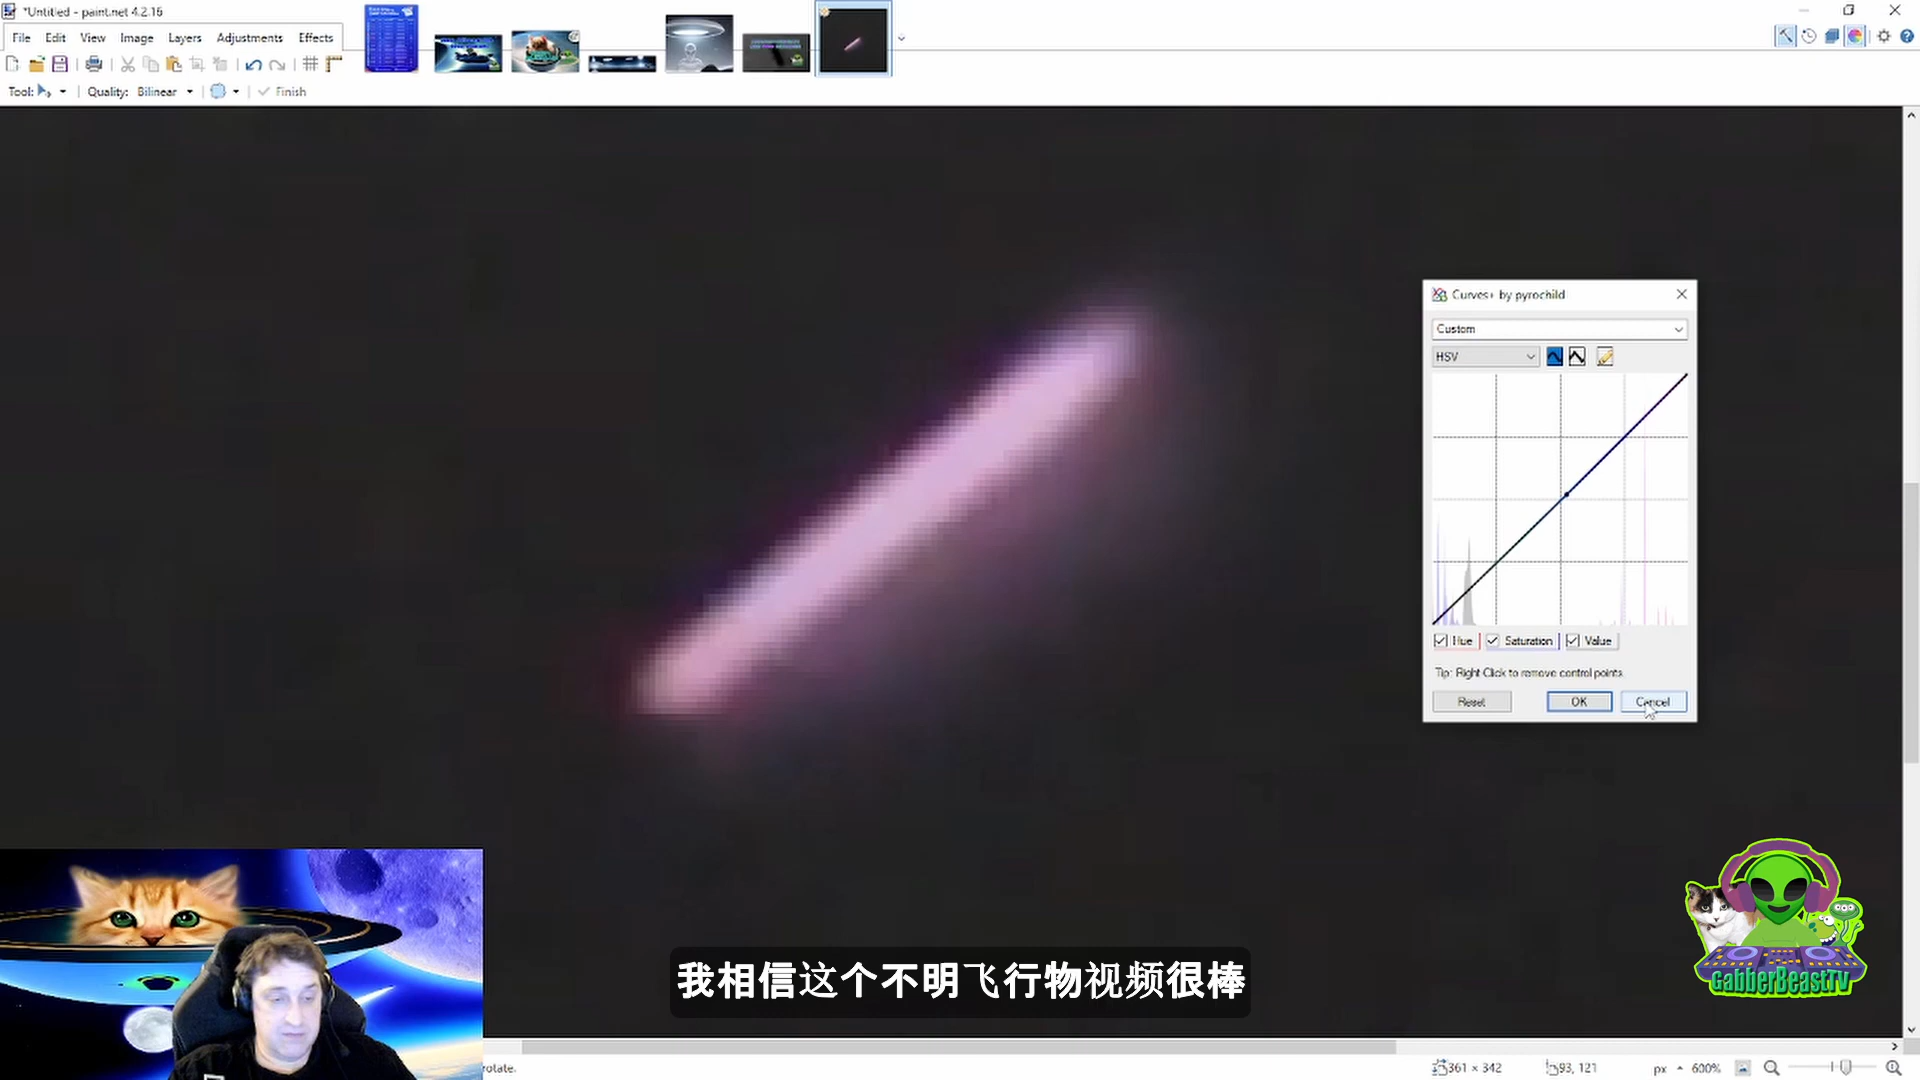 *Untitled - paint.net 4.2.16
File Edit View Image Layers Adjustments Effects
Tool: Quality: Bilinear Finish
Curves+ by pyrochild
Custom
HSV
Hue Saturation Value
Tip: Right Click to remove control points.
Reset OK Cancel
GabberBeastTV
我相信这个不明飞行物视频很棒
rotate.
361 × 342 93, 121 px 600%